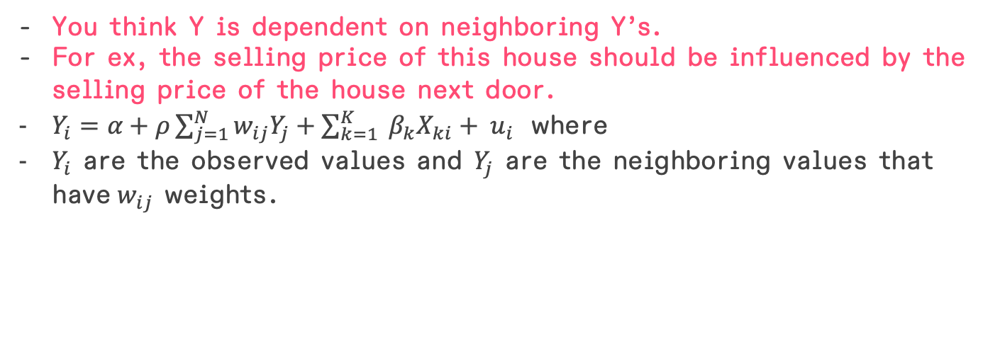 - You think Y is dependent on neighboring Y’s.
- For ex, the selling price of this house should be influenced by the
selling price of the house next door.
- $Y_i = \alpha + \rho \sum_{j=1}^{N} w_{ij} Y_j + \sum_{k=1}^{K} \beta_k X_{ki} + u_i$ where
- $Y_i$ are the observed values and $Y_j$ are the neighboring values that
have $w_{ij}$ weights.